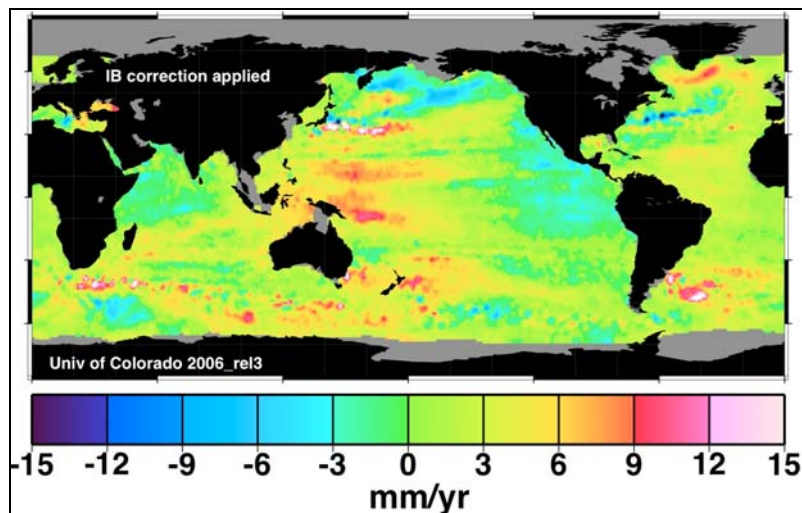 IB correction applied
Univ of Colorado 2006_rel3
-15 -12 -9 -6 -3 0 3 6 9 12 15
mm/yr